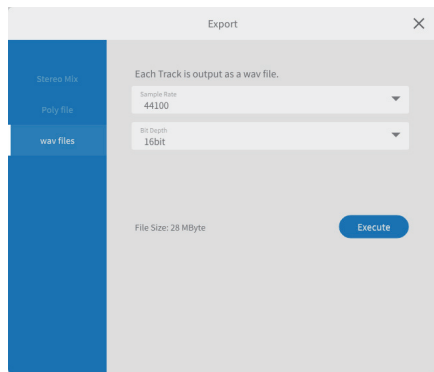 Export
Stereo Mix
Poly file
wav files
Each Track is output as a wav file.
Sample Rate
44100
Bit Depth
16bit
File Size: 28 MByte
Execute